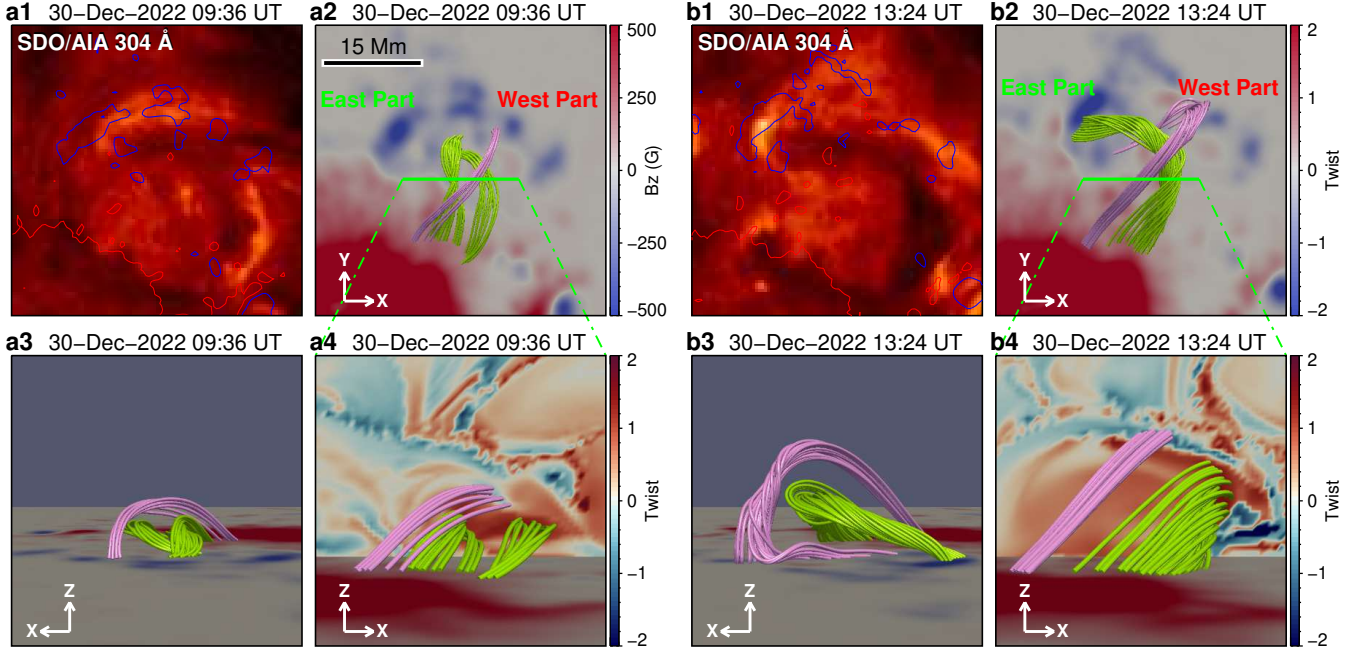 a1 30-Dec-2022 09:36 UT
SDO/AIA 304 Å
a2 30-Dec-2022 09:36 UT
15 Mm
East Part
West Part
Y
X
500
250
0
−250
−500
Bz (G)
b1 30-Dec-2022 13:24 UT
SDO/AIA 304 Å
b2 30-Dec-2022 13:24 UT
East Part
West Part
Y
X
2
1
0
−1
−2
Twist
a3 30-Dec-2022 09:36 UT
Z
X
a4 30-Dec-2022 09:36 UT
Z
X
2
1
0
−1
−2
Twist
b3 30-Dec-2022 13:24 UT
Z
X
b4 30-Dec-2022 13:24 UT
Z
X
2
1
0
−1
−2
Twist